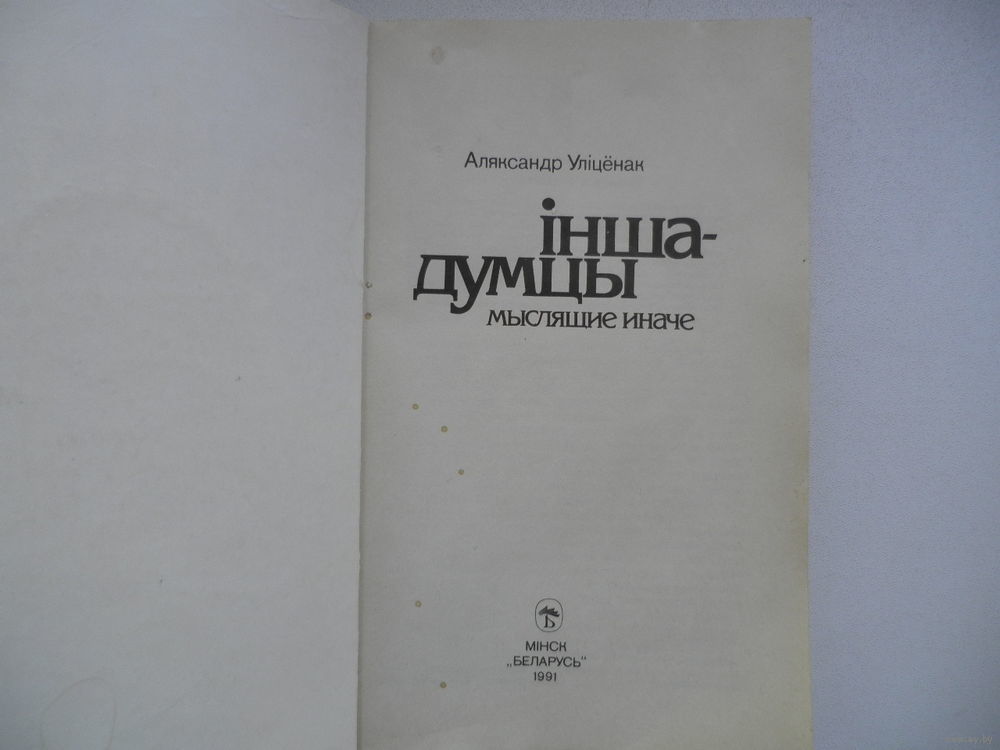 Аляксандр Уліцёнак
інша-
думцы
мыслящие иначе
Б
МІНСК
„БЕЛАРУСЬ“
1991